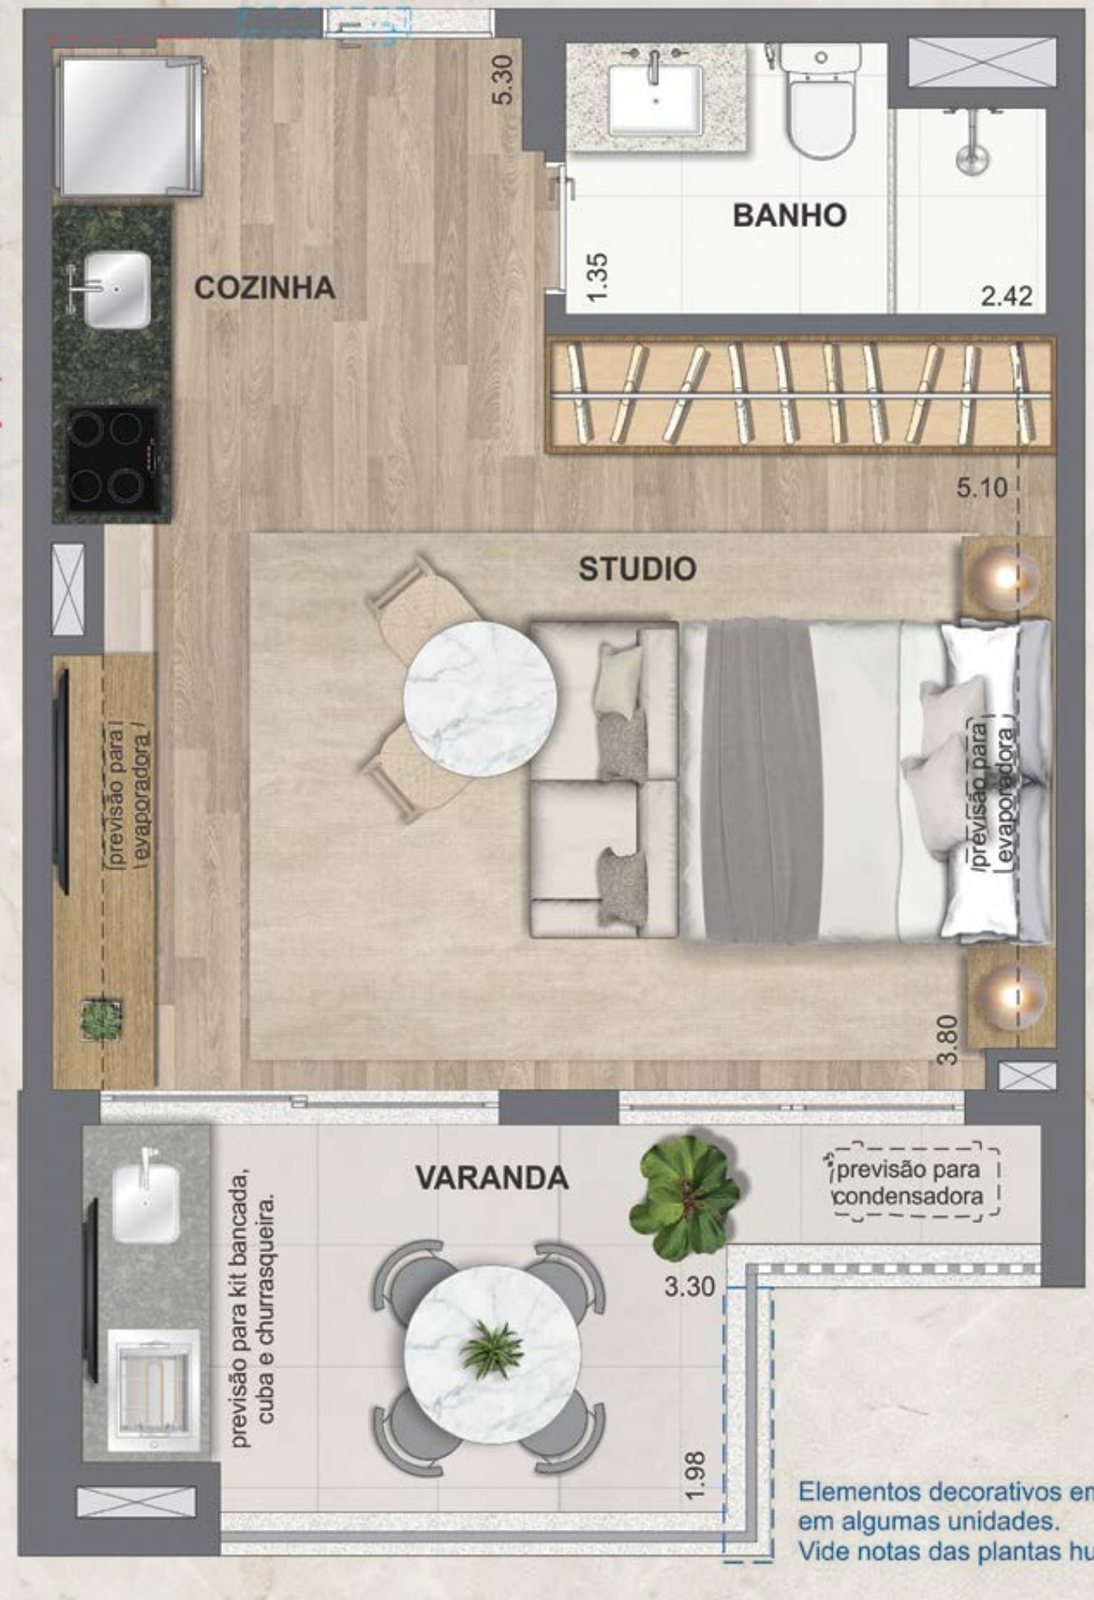 5.30
BANHO
1.35
2.42
COZINHA
5.10
STUDIO
previsão para
evaporadora
previsão para
evaporadora
3.80
VARANDA
previsão para
condensadora
previsão para kit bancada,
cuba e churrasqueira.
3.30
1.98
Elementos decorativos em
em algumas unidades.
Vide notas das plantas hu